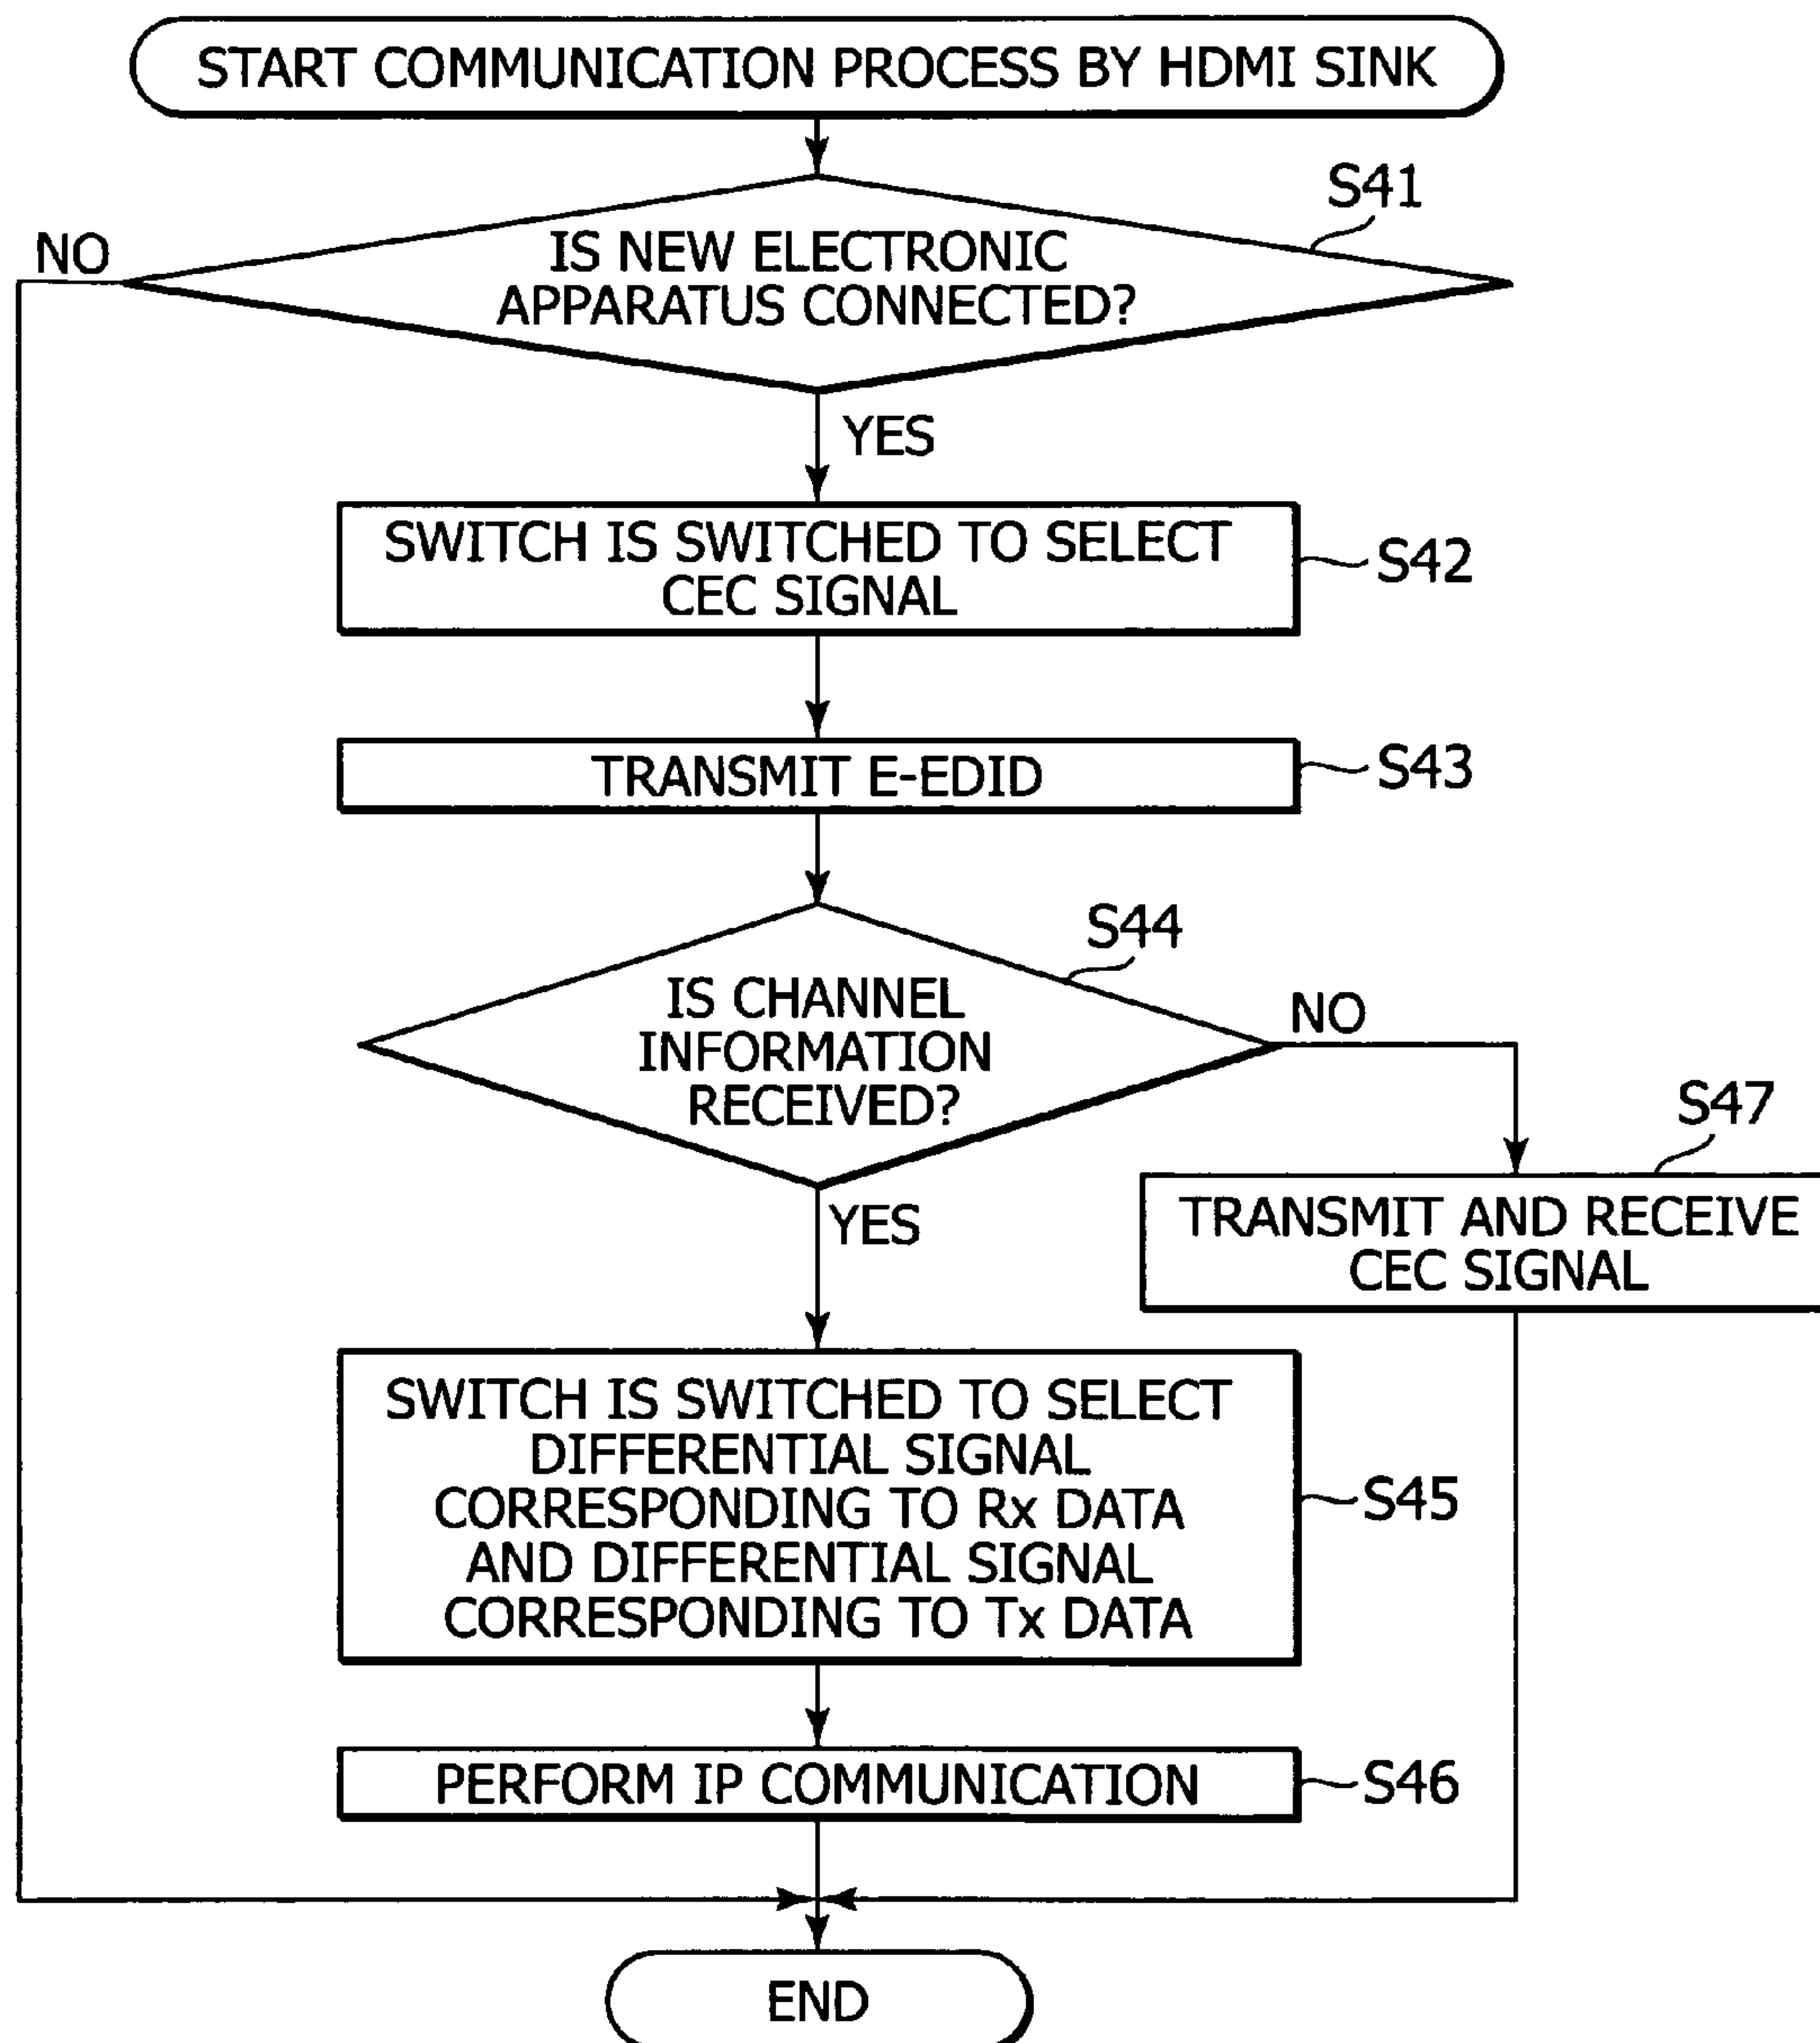 START COMMUNICATION PROCESS BY HDMI SINK
S41
NO
IS NEW ELECTRONIC
APPARATUS CONNECTED?
YES
SWITCH IS SWITCHED TO SELECT
CEC SIGNAL
S42
TRANSMIT E-EDID
S43
S44
IS CHANNEL
INFORMATION
RECEIVED?
NO
S47
YES
TRANSMIT AND RECEIVE
CEC SIGNAL
SWITCH IS SWITCHED TO SELECT
DIFFERENTIAL SIGNAL
CORRESPONDING TO Rx DATA
AND DIFFERENTIAL SIGNAL
CORRESPONDING TO Tx DATA
S45
PERFORM IP COMMUNICATION
S46
END